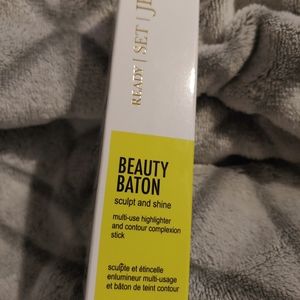 READY | SET |
BEAUTY
BATON
sculpt and shine
multi-use highlighter
and contour complexion
stick
sculpte et étincelle
enlumineur multi-usage
et bâton de teint contour